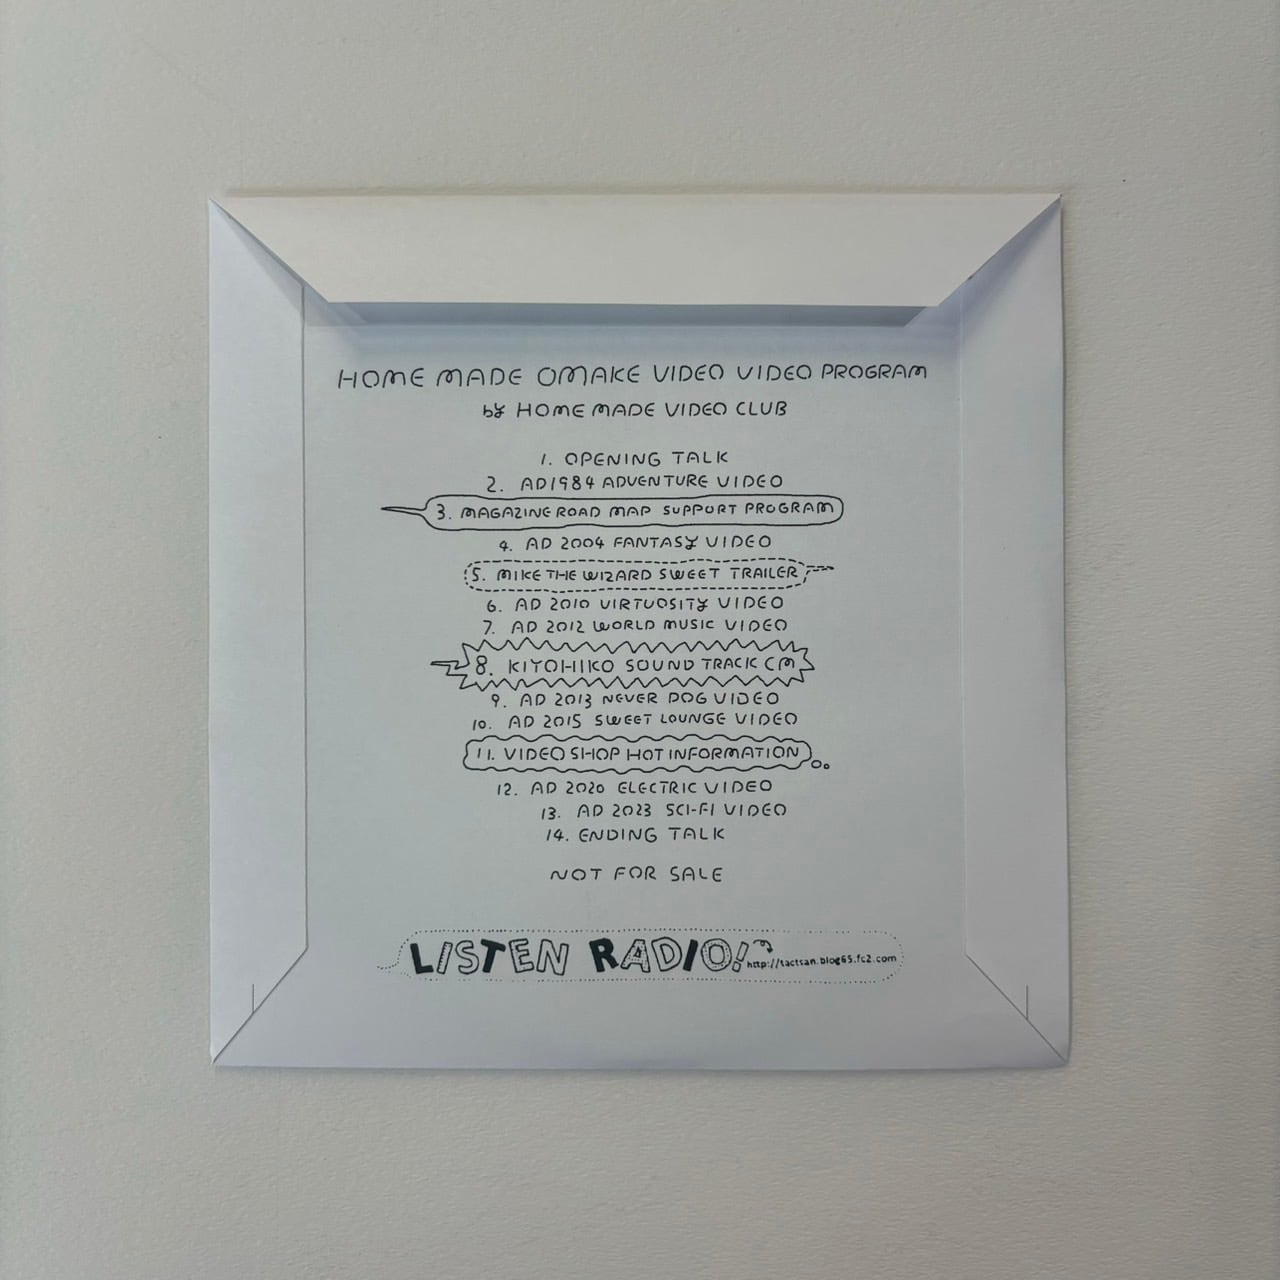 HOME MADE OMAKE VIDEO VIDEO PROGRAM
by HOME MADE VIDEO CLUB
1. OPENING TALK
2. AD1984 ADVENTURE VIDEO
3. MAGAZINE ROAD MAP SUPPORT PROGRAM
4. AD 2004 FANTASY VIDEO
5. MIKE THE WIZARD SWEET TRAILER
6. AD 2010 VIRTUOSITY VIDEO
7. AD 2012 WORLD MUSIC VIDEO
8. KIYOHIKO SOUND TRACK CM
9. AD 2013 NEVER DOG VIDEO
10. AD 2015 SWEET LOUNGE VIDEO
11. VIDEO SHOP HOT INFORMATION
12. AD 2020 ELECTRIC VIDEO
13. AD 2023 SCI-FI VIDEO
14. ENDING TALK
NOT FOR SALE
LISTEN RADIO! http://tactsan.blog65.fc2.com